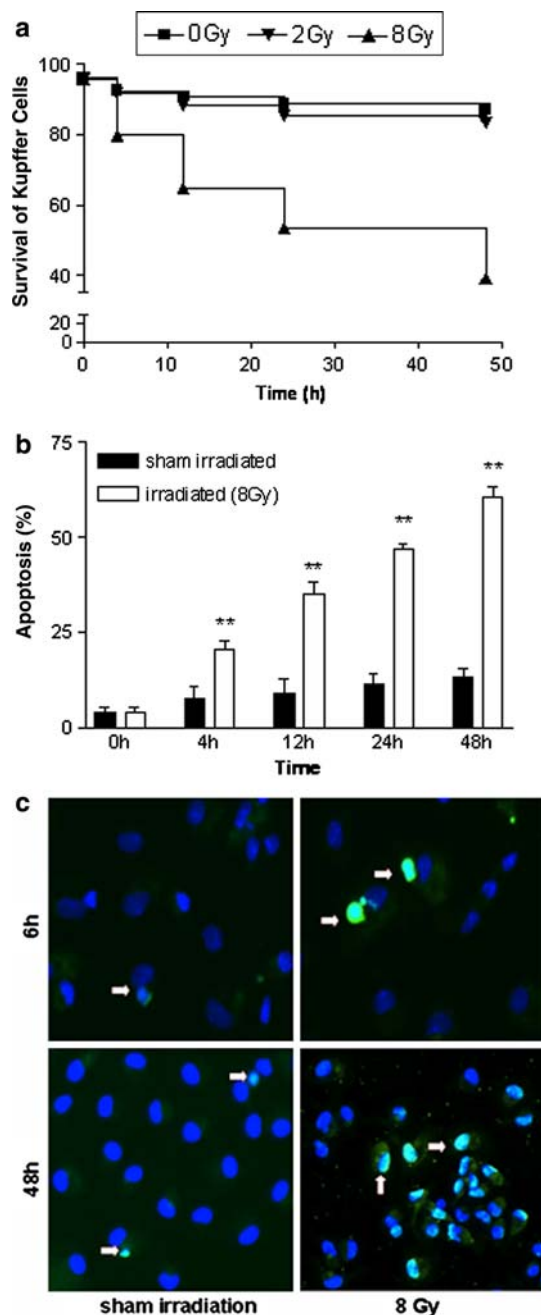 a
0Gy 2Gy 8Gy
100
80
60
40
20
0
Survival of Kupffer Cells
0 10 20 30 40 50
Time (h)
b
75
50
25
0
Apoptosis (%)
sham irradiated
irradiated (8Gy)
**
**
**
**
0h 4h 12h 24h 48h
Time
c
6h
48h
sham irradiation 8 Gy